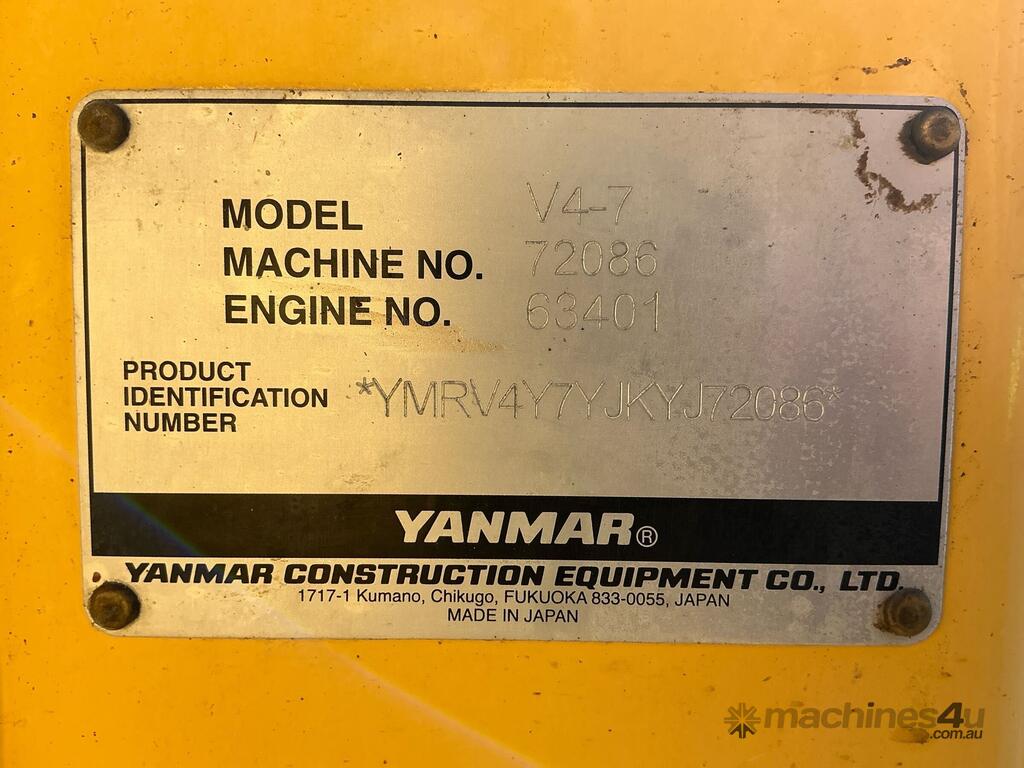 MODEL V4-7
MACHINE NO. 72086
ENGINE NO. 63401
PRODUCT
IDENTIFICATION
NUMBER
*YMRV4Y7YJKYJ72086*
YANMAR®
YANMAR CONSTRUCTION EQUIPMENT CO., LTD.
1717-1 Kumano, Chikugo, FUKUOKA 833-0055, JAPAN
MADE IN JAPAN
machines4u
.com.au